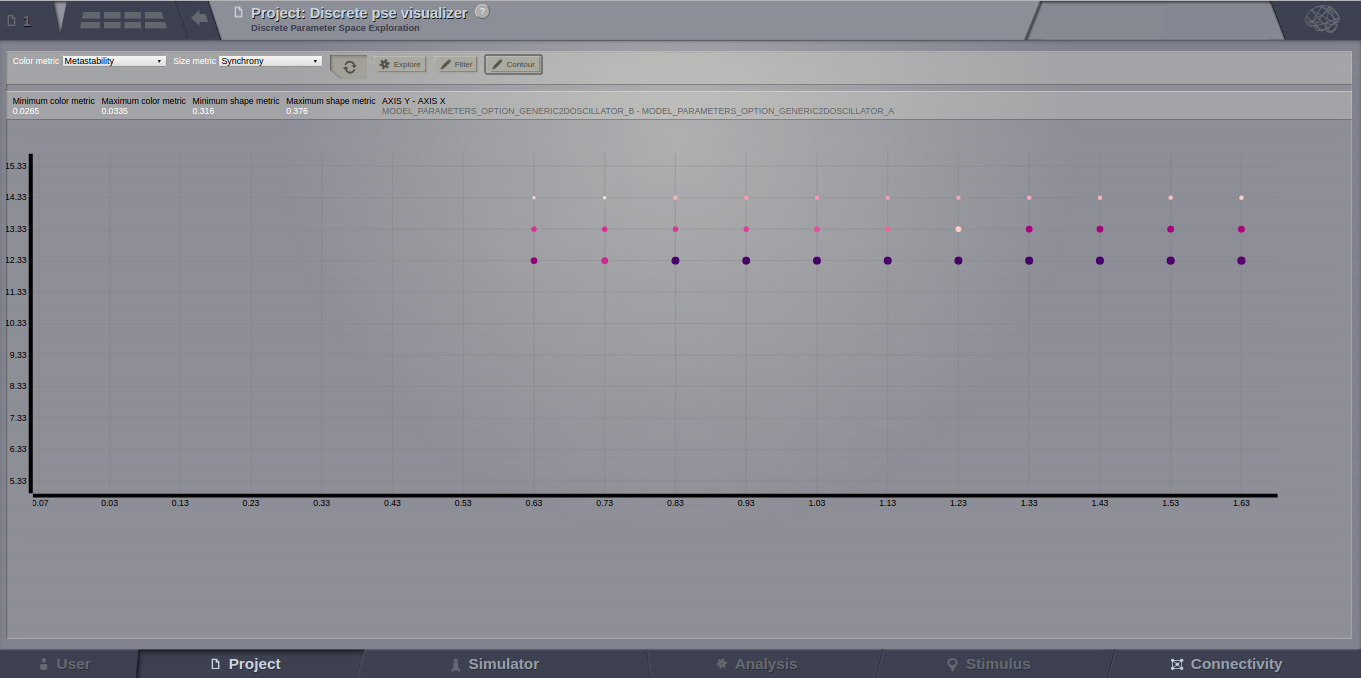 1
Project: Discrete pse visualizer ?
Discrete Parameter Space Exploration
Color metric Metastability Size metric Synchrony Explore Filter Contour
Minimum color metric Maximum color metric Minimum shape metric Maximum shape metric AXIS Y - AXIS X
0.0265 0.0335 0.316 0.376 MODEL_PARAMETERS_OPTION_GENERIC2DOSCILLATOR_B - MODEL_PARAMETERS_OPTION_GENERIC2DOSCILLATOR_A
15.33
14.33
13.33
12.33
11.33
10.33
9.33
8.33
7.33
6.33
5.33
0.07 0.03 0.13 0.23 0.33 0.43 0.53 0.63 0.73 0.83 0.93 1.03 1.13 1.23 1.33 1.43 1.53 1.63
User Project Simulator Analysis Stimulus Connectivity